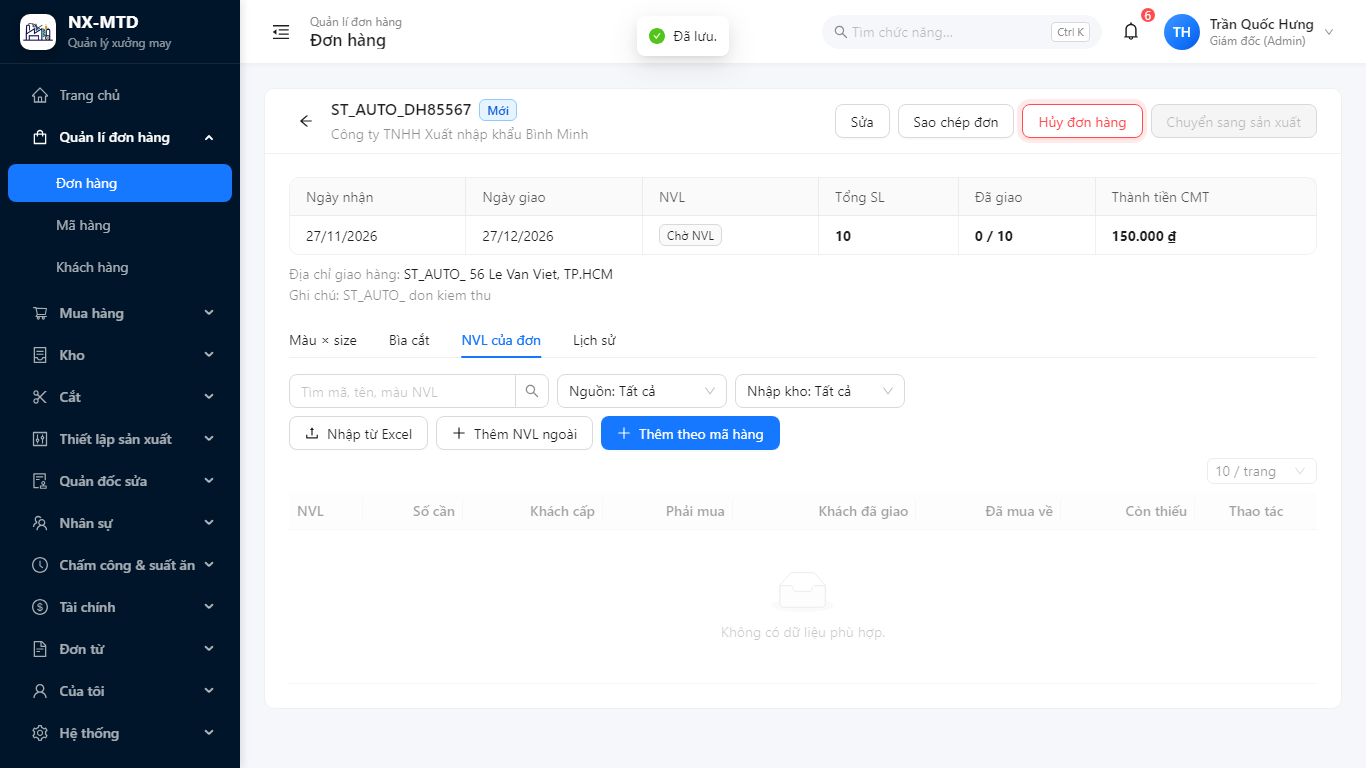 NX-MTD
Quản lý xưởng may
Trang chủ
Quản lí đơn hàng
Đơn hàng
Mã hàng
Khách hàng
Mua hàng
Kho
Cắt
Thiết lập sản xuất
Quản đốc sửa
Nhân sự
Chấm công & suất ăn
Tài chính
Đơn từ
Của tôi
Hệ thống
Quản lí đơn hàng
Đơn hàng
Đã lưu.
Tìm chức năng... Ctrl K
6
TH
Trần Quốc Hưng
Giám đốc (Admin)
ST_AUTO_DH85567 Mới
Công ty TNHH Xuất nhập khẩu Bình Minh
Sửa Sao chép đơn Hủy đơn hàng Chuyển sang sản xuất
Ngày nhận Ngày giao NVL Tổng SL Đã giao Thành tiền CMT
27/11/2026 27/12/2026 Chờ NVL 10 0 / 10 150.000 ₫
Địa chỉ giao hàng: ST_AUTO_ 56 Le Van Viet, TP.HCM
Ghi chú: ST_AUTO_ don kiem thu
Màu × size Bìa cắt NVL của đơn Lịch sử
Tìm mã, tên, màu NVL Nguồn: Tất cả Nhập kho: Tất cả
Nhập từ Excel Thêm NVL ngoài Thêm theo mã hàng
10 / trang
NVL Số cần Khách cấp Phải mua Khách đã giao Đã mua về Còn thiếu Thao tác
Không có dữ liệu phù hợp.